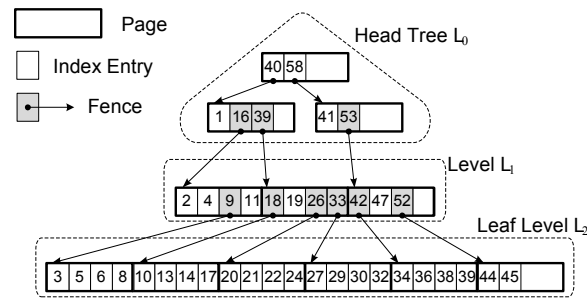 Page
Index Entry
Fence
Head Tree L0
40 58
1 16 39
41 53
Level L1
2 4 9 11 18 19 26 33 42 47 52
Leaf Level L2
3 5 6 8 10 13 14 17 20 21 22 24 27 29 30 32 34 36 38 39 44 45